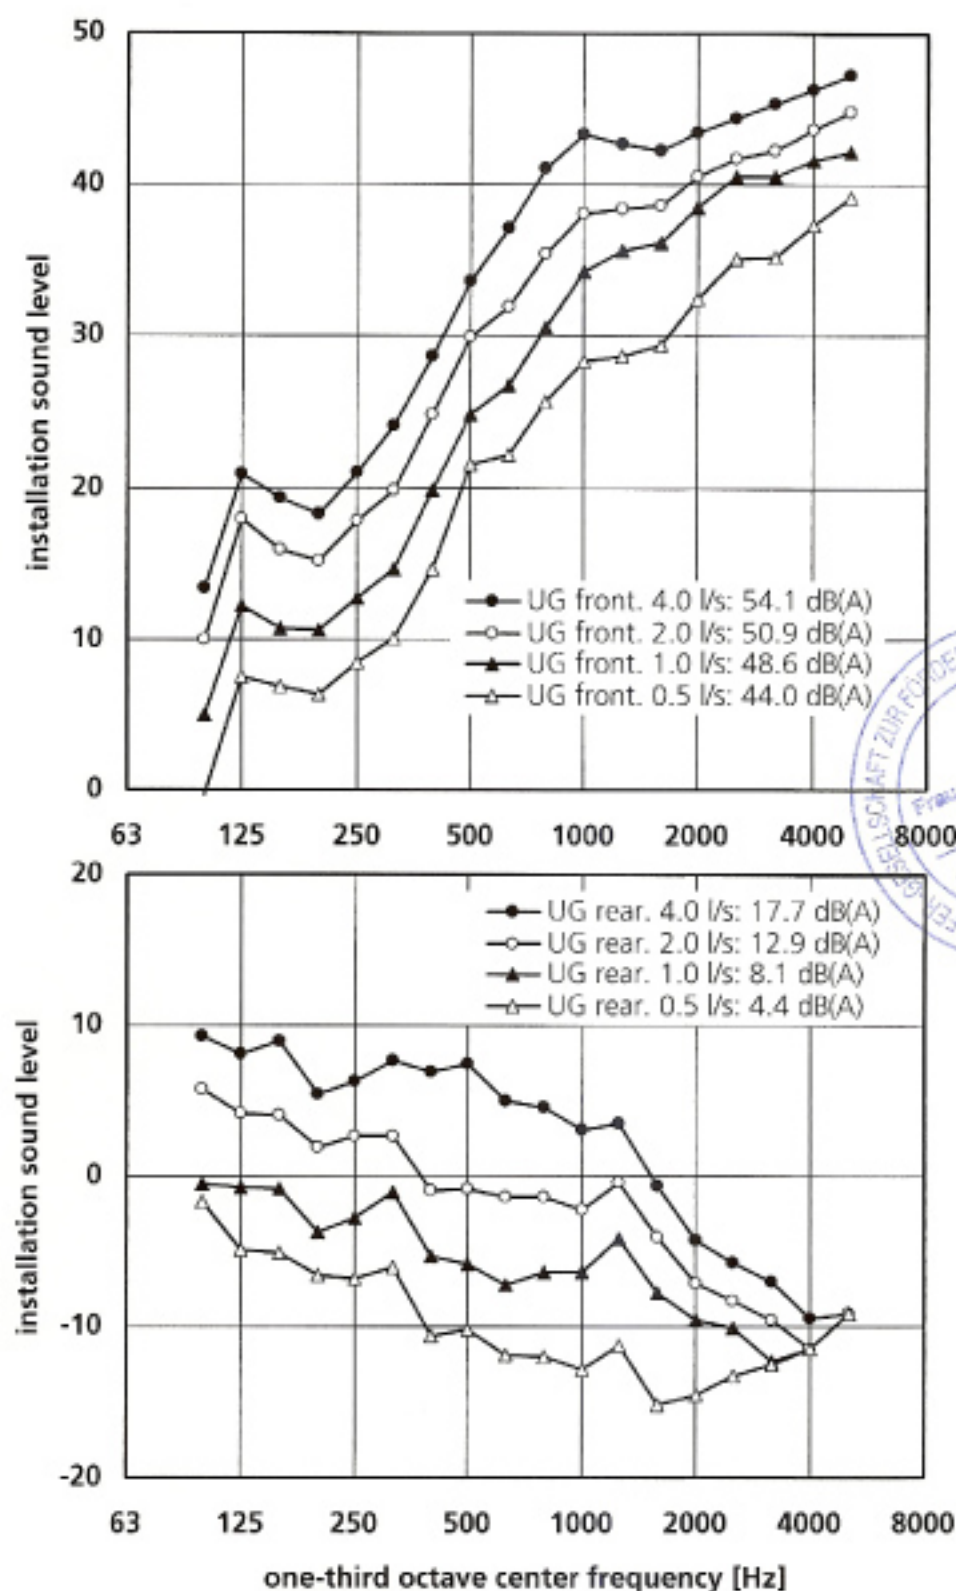 50
40
30
20
10
0
installation sound level
UG front. 4.0 l/s: 54.1 dB(A)
UG front. 2.0 l/s: 50.9 dB(A)
UG front. 1.0 l/s: 48.6 dB(A)
UG front. 0.5 l/s: 44.0 dB(A)
63 125 250 500 1000 2000 4000 8000
20
10
0
-10
-20
installation sound level
UG rear. 4.0 l/s: 17.7 dB(A)
UG rear. 2.0 l/s: 12.9 dB(A)
UG rear. 1.0 l/s: 8.1 dB(A)
UG rear. 0.5 l/s: 4.4 dB(A)
63 125 250 500 1000 2000 4000 8000
one-third octave center frequency [Hz]
GESELLSCHAFT ZUR